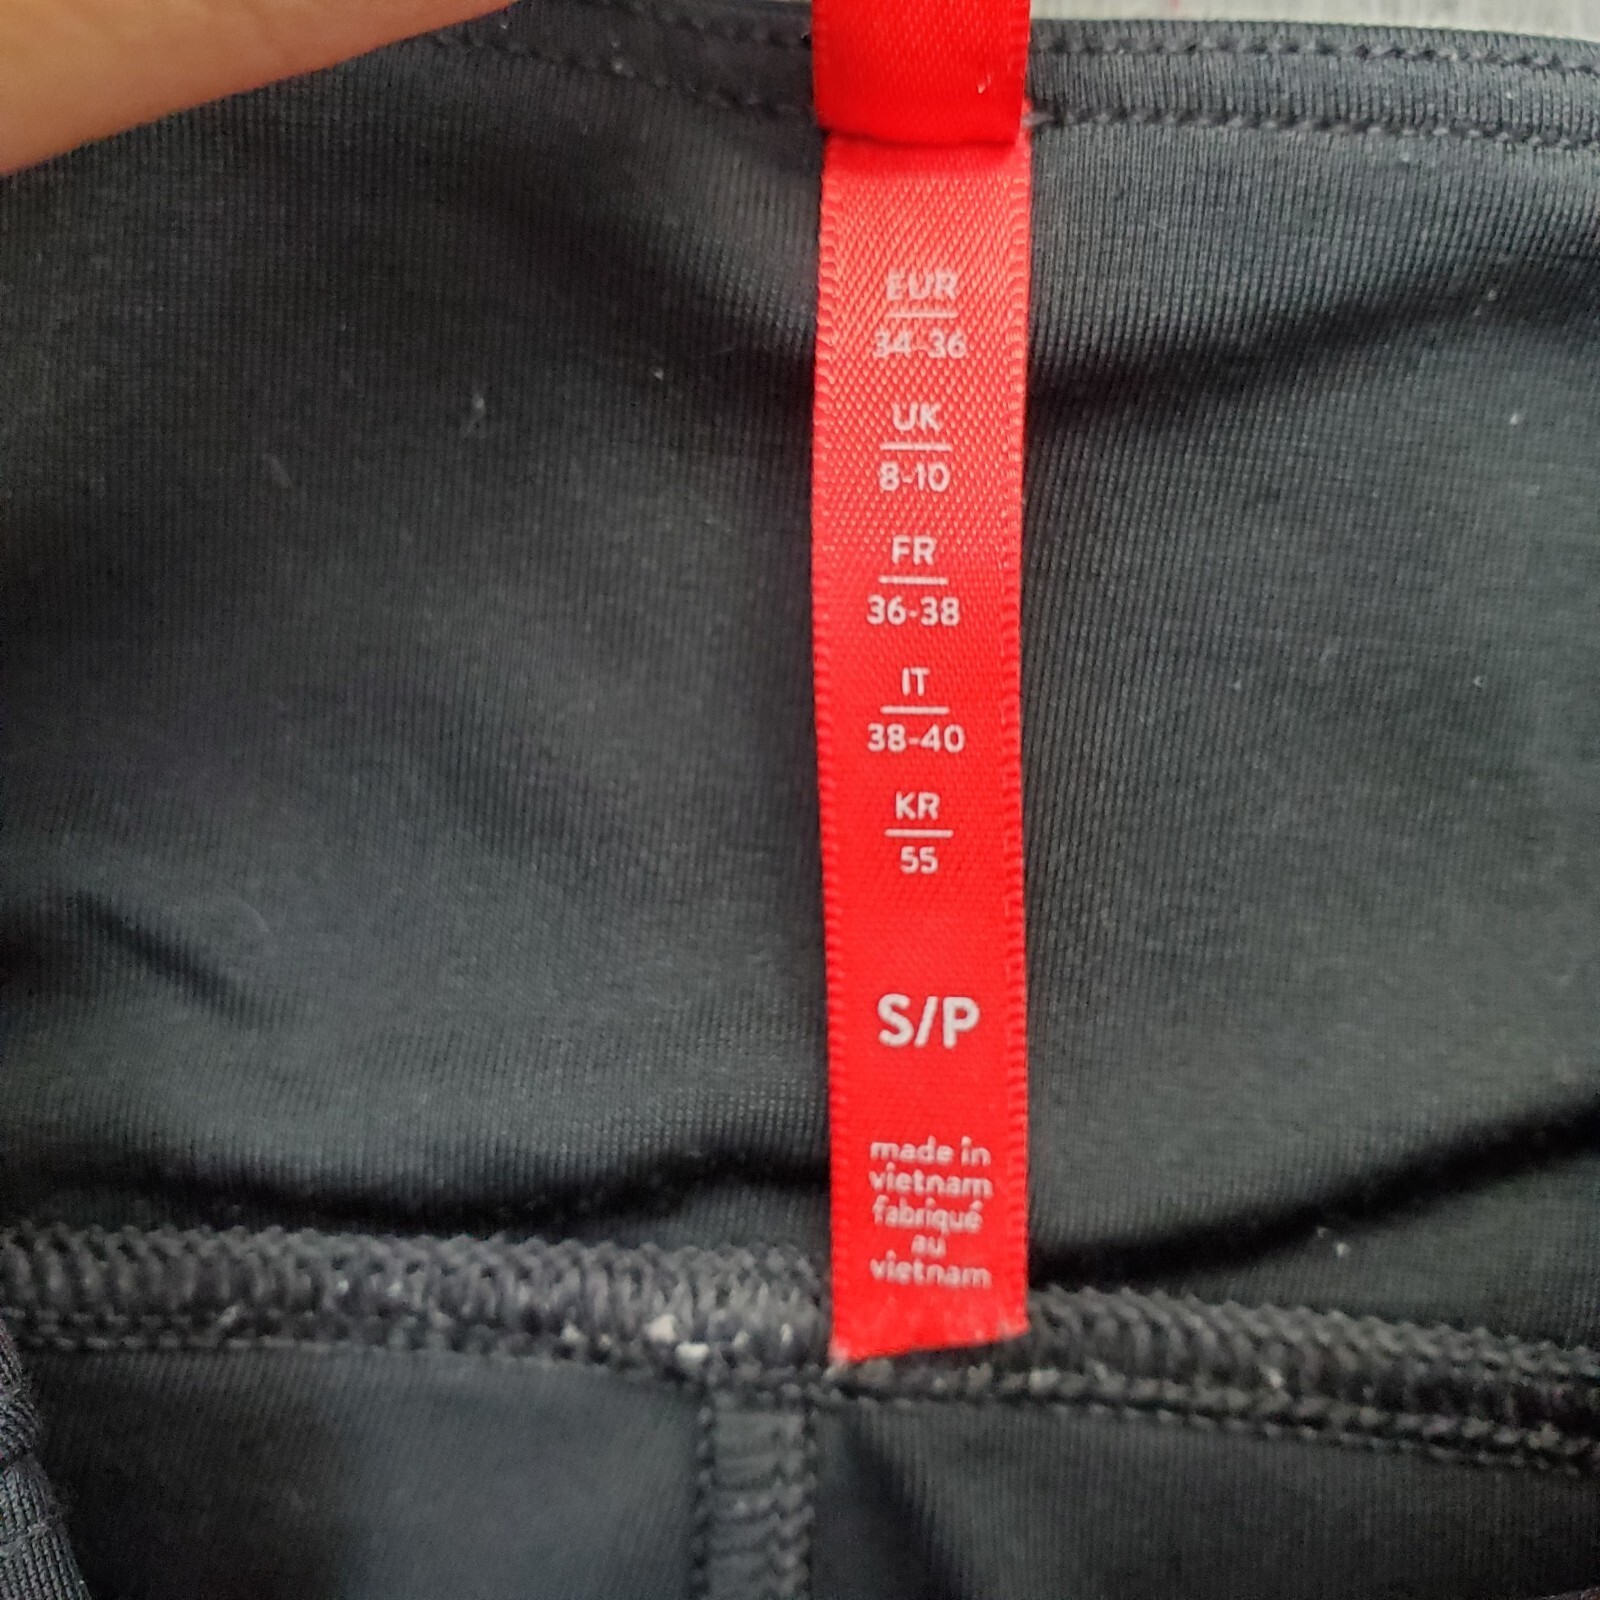 EUR
34-36
UK
8-10
FR
36-38
IT
38-40
KR
55
S/P
made in
vietnam
fabriqué
au
vietnam